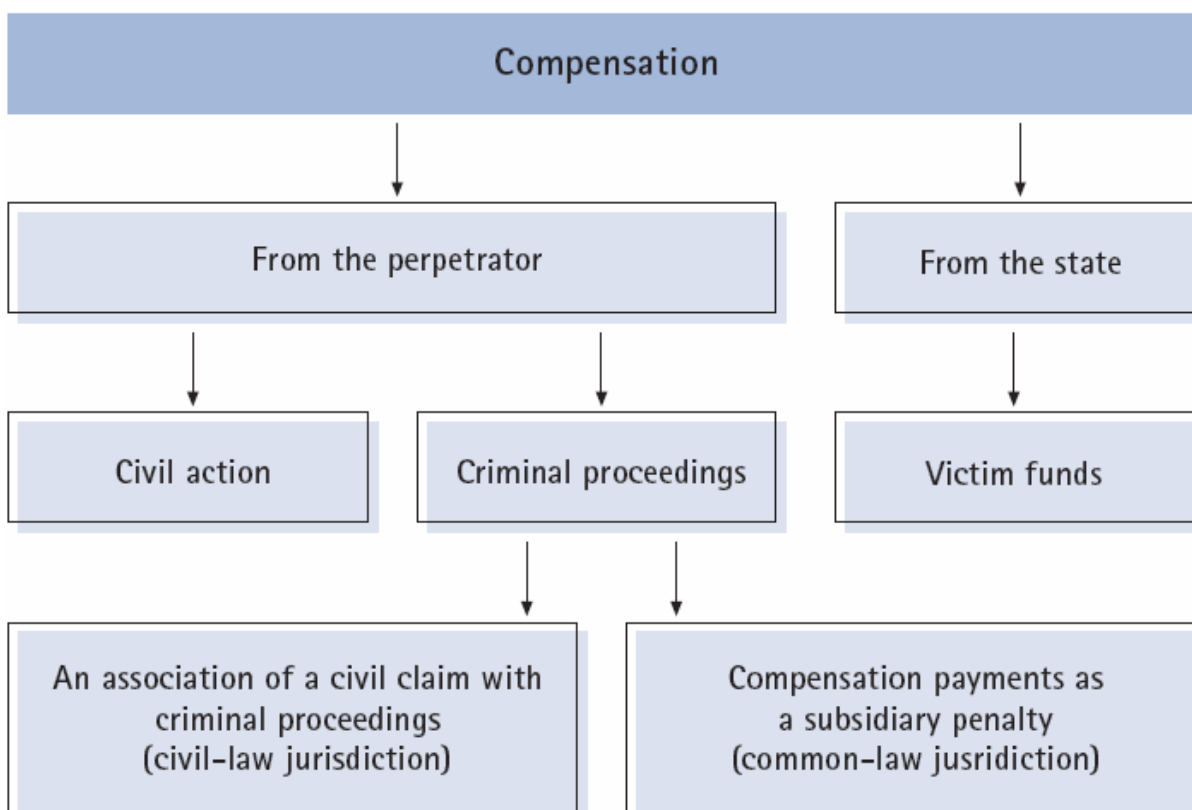 Compensation
From the perpetrator
From the state
Civil action
Criminal proceedings
Victim funds
An association of a civil claim with
criminal proceedings
(civil-law jurisdiction)
Compensation payments as
a subsidiary penalty
(common-law jusridiction)